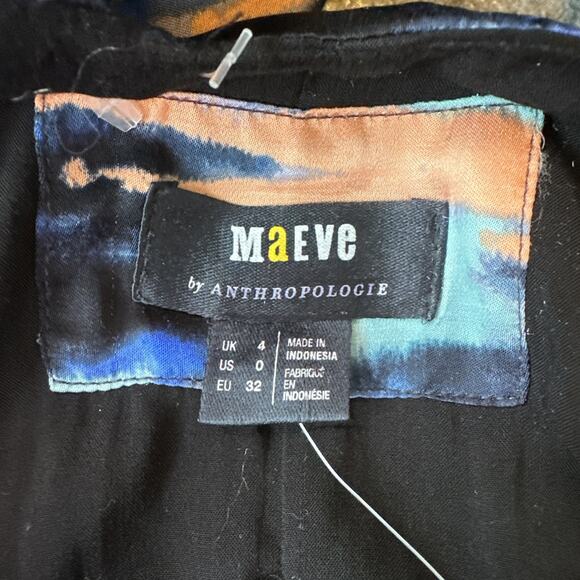 MaEVe
by ANTHROPOLOGIE
UK 4
US 0
EU 32
MADE IN
INDONESIA
FABRIQUÉ
EN
INDONÉSIE